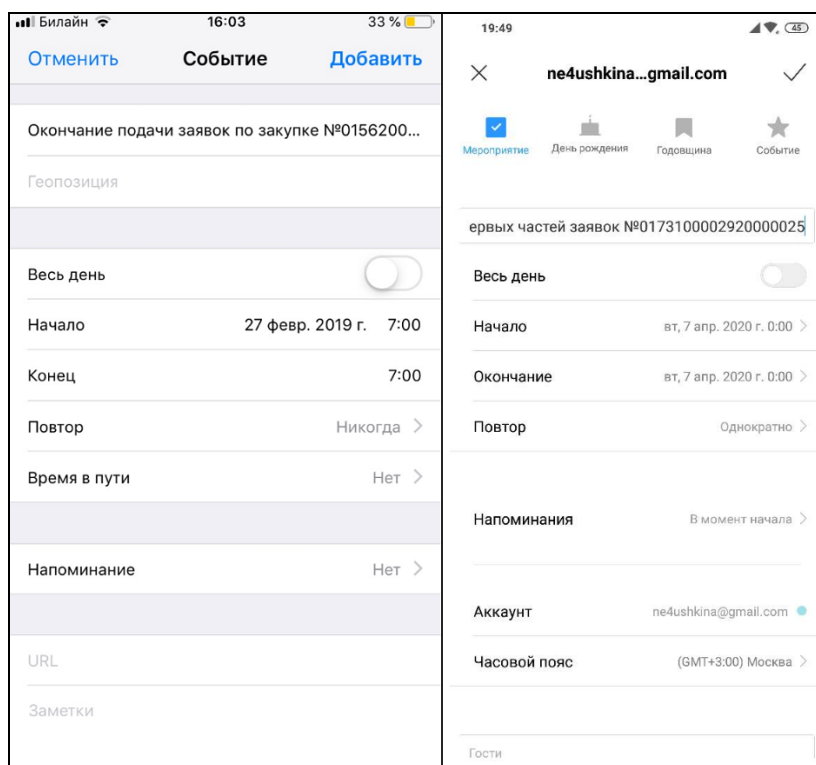 Билайн 16:03 33 %
Отменить Событие Добавить
Окончание подачи заявок по закупке №0156200...
Геопозиция
Весь день
Начало 27 февр. 2019 г. 7:00
Конец 7:00
Повтор Никогда
Время в пути Нет
Напоминание Нет
URL
Заметки
19:49 45
ne4ushkina...gmail.com
Мероприятие День рождения Годовщина Событие
ервых частей заявок №0173100002920000025
Весь день
Начало вт, 7 апр. 2020 г. 0:00
Окончание вт, 7 апр. 2020 г. 0:00
Повтор Однократно
Напоминания В момент начала
Аккаунт ne4ushkina@gmail.com
Часовой пояс (GMT+3:00) Москва
Гости